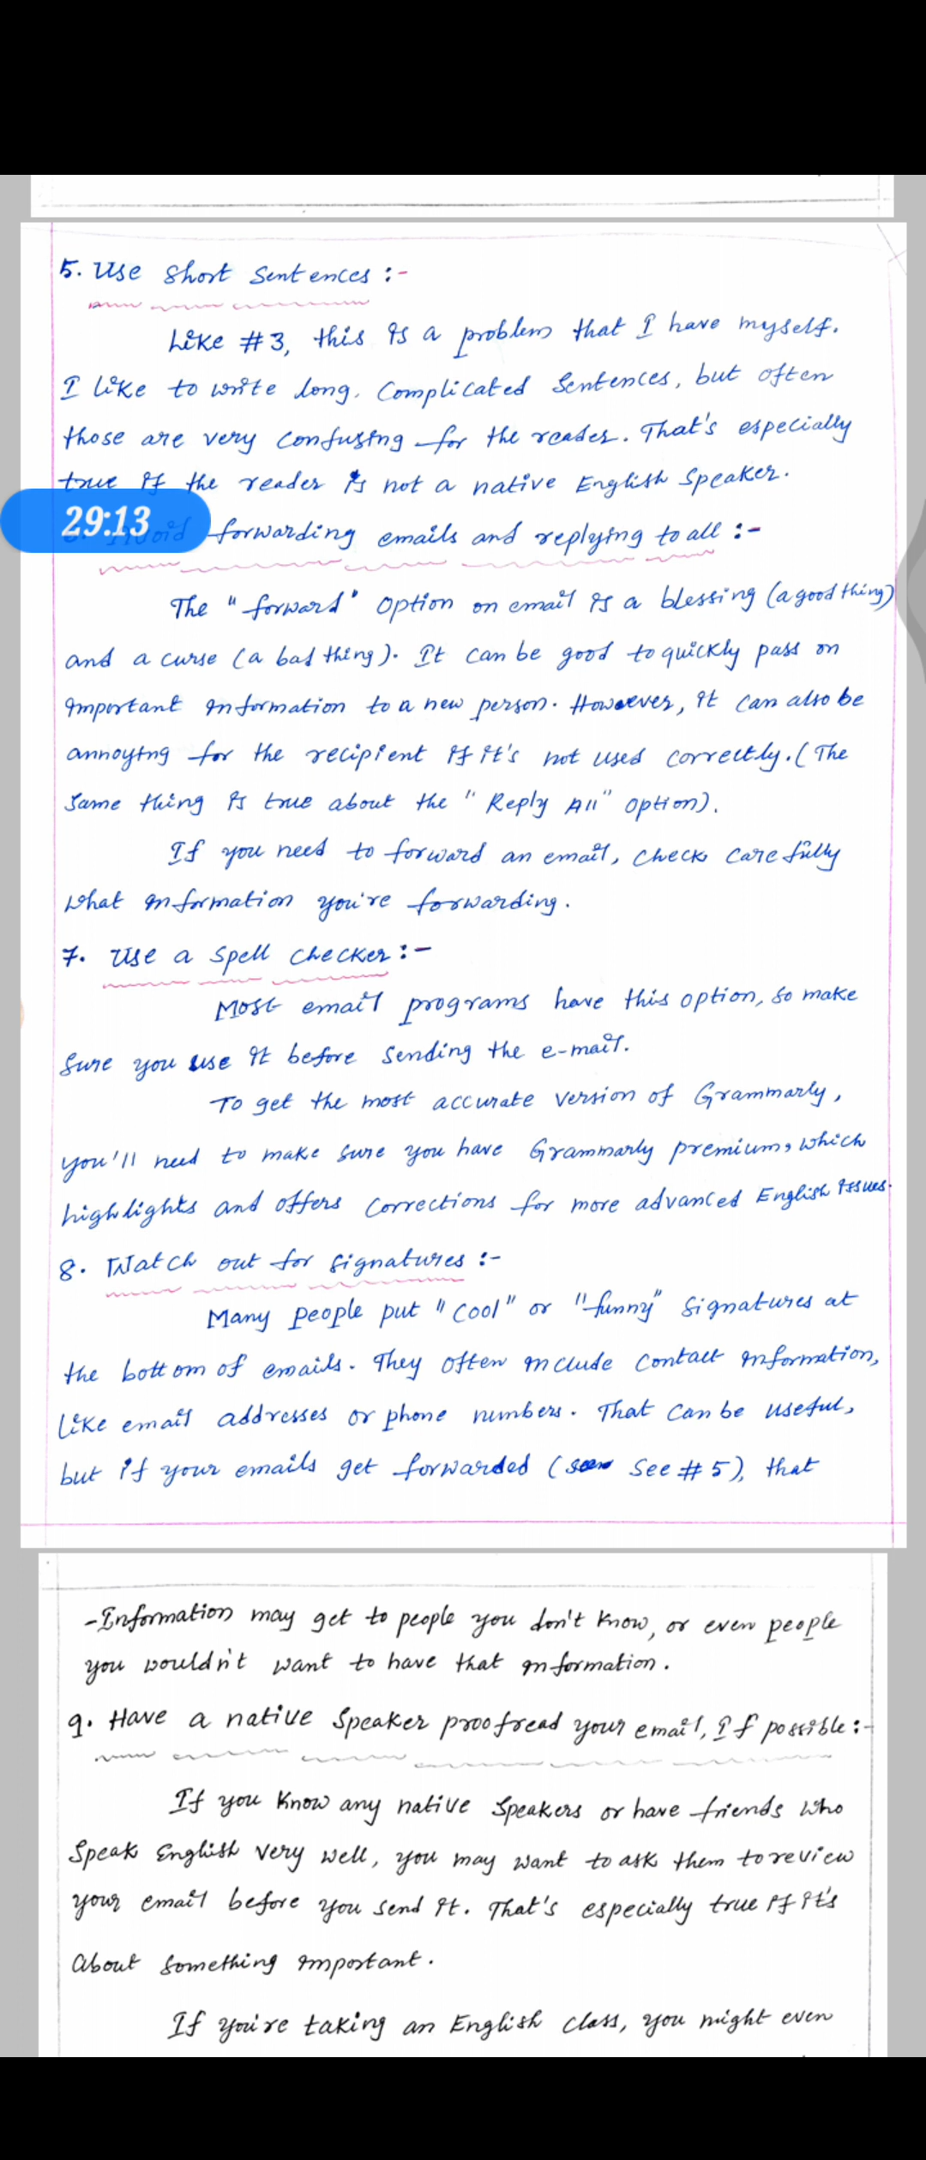 5. Use Short Sentences :-
Like #3, this is a problem that I have myself.
I like to write long. Complicated Sentences, but often
those are very confusing for the reader. That's especially
true if the reader is not a native English Speaker.
29:13
forwarding emails and replying to all :-
The "forward" option on email is a blessing (a good thing)
and a curse (a bad thing). It can be good to quickly pass on
important information to a new person. However, it can also be
annoying for the recipient if it's not used correctly. (The
same thing is true about the "Reply All" option).
If you need to forward an email, check carefully
what information you're forwarding.
7. Use a Spell Checker :-
Most email programs have this option, so make
Sure you use it before sending the e-mail.
To get the most accurate version of Grammarly,
you'll need to make sure you have Grammarly premium, which
highlights and offers corrections for more advanced English issues.
8. Watch out for signatures :-
Many people put "Cool" or "funny" signatures at
the bottom of emails. They often include contact information,
like email addresses or phone numbers. That can be useful,
but if your emails get forwarded ( See #5), that
-Information may get to people you don't know, or even people
you wouldn't want to have that information.
9. Have a native Speaker proofread your email, If possible :-
If you know any native speakers or have friends who
Speak English very well, you may want to ask them to review
your email before you send it. That's especially true if it's
about something important.
If you're taking an English class, you might even